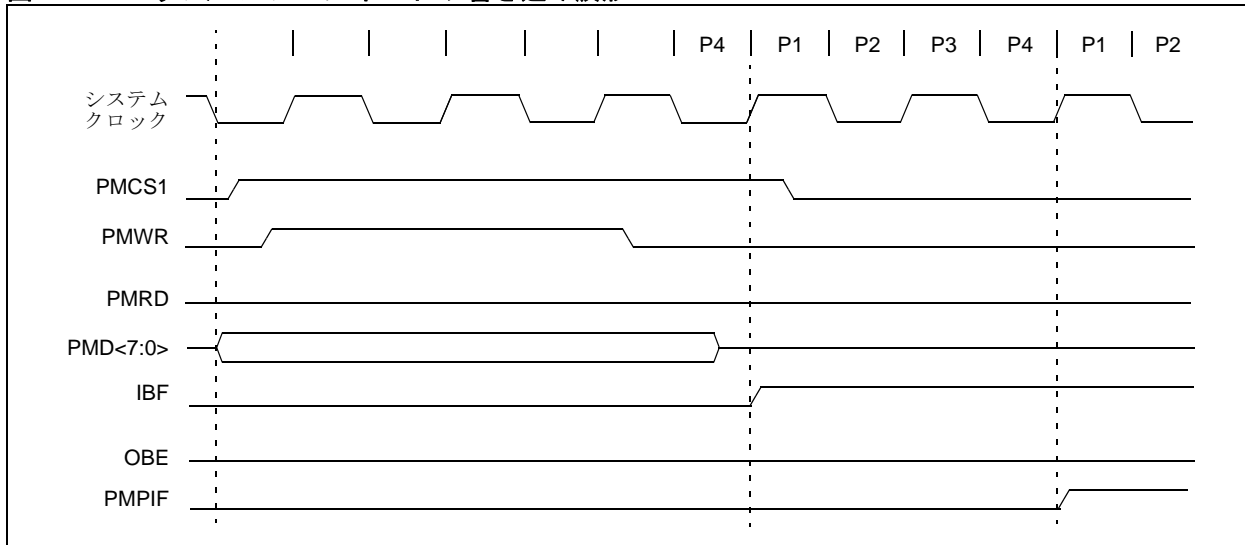 P4 P1 P2 P3 P4 P1 P2
システム
クロック
PMCS1
PMWR
PMRD
PMD<7:0>
IBF
OBE
PMPIF